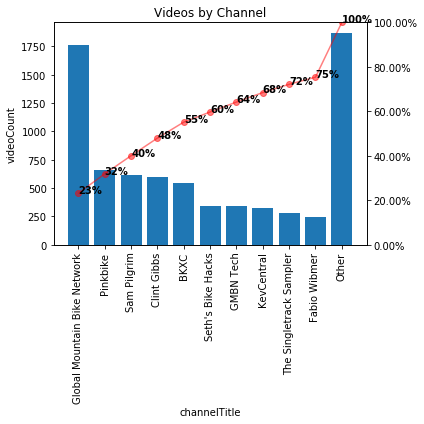 Videos by Channel
videoCount
1750
1500
1250
1000
750
500
250
0
100.00%
80.00%
60.00%
40.00%
20.00%
0.00%
23%
32%
40%
48%
55%
60%
64%
68%
72%
75%
100%
Global Mountain Bike Network
Pinkbike
Sam Pilgrim
Clint Gibbs
BKXC
Seth's Bike Hacks
GMBN Tech
KevCentral
The Singletrack Sampler
Fabio Wibmer
Other
channelTitle